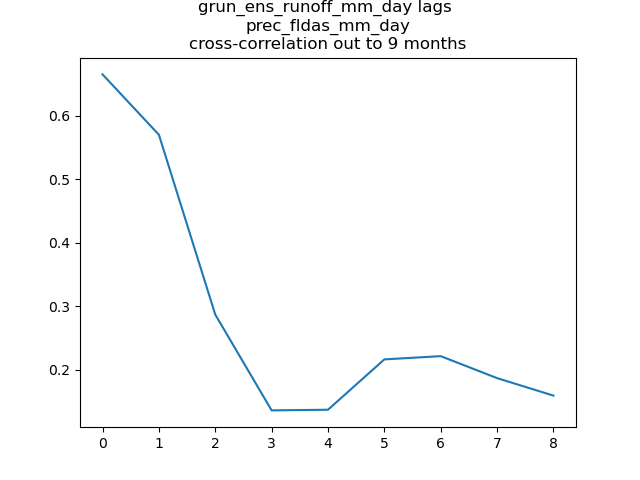 grun_ens_runoff_mm_day lags
prec_fldas_mm_day
cross-correlation out to 9 months
0.6
0.5
0.4
0.3
0.2
0 1 2 3 4 5 6 7 8